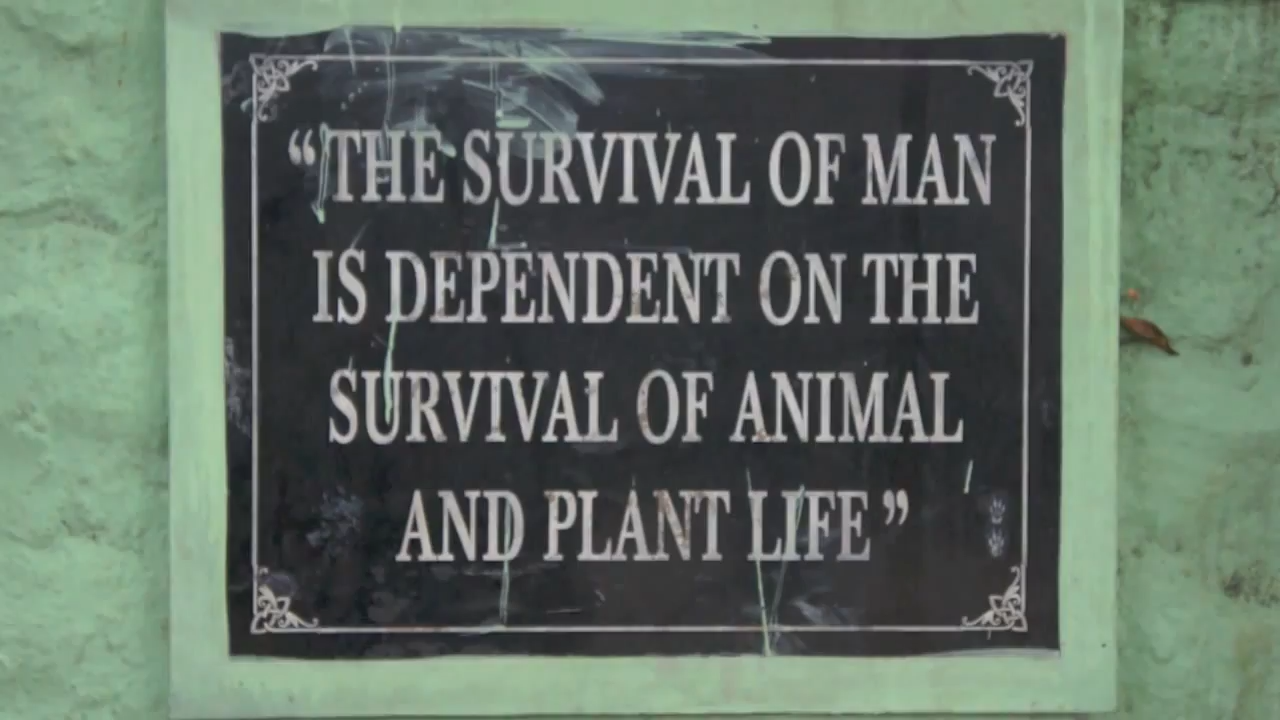 “THE SURVIVAL OF MAN
IS DEPENDENT ON THE
SURVIVAL OF ANIMAL
AND PLANT LIFE ”